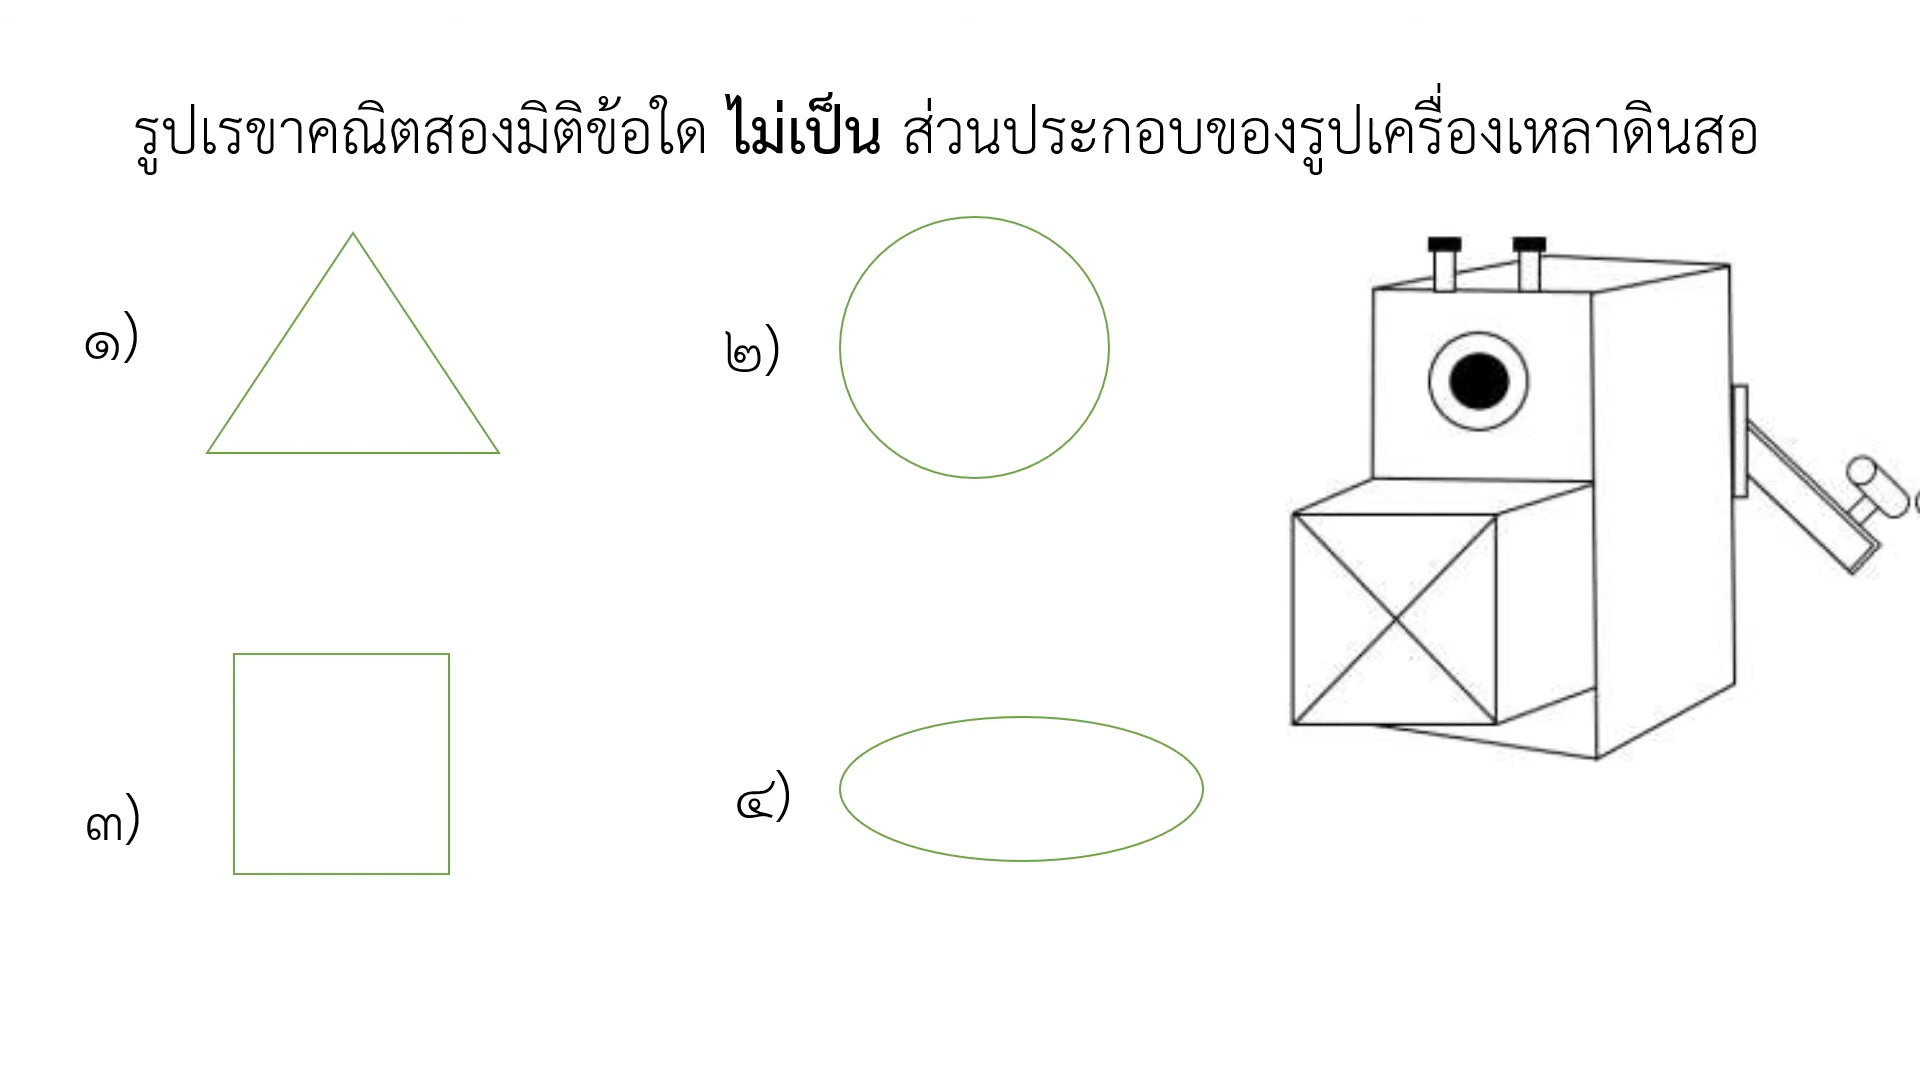 รูปเรขาคณิตสองมิติข้อใด ไม่เป็น ส่วนประกอบของรูปเครื่องเหลาดินสอ
๑)
๒)
๓)
๔)